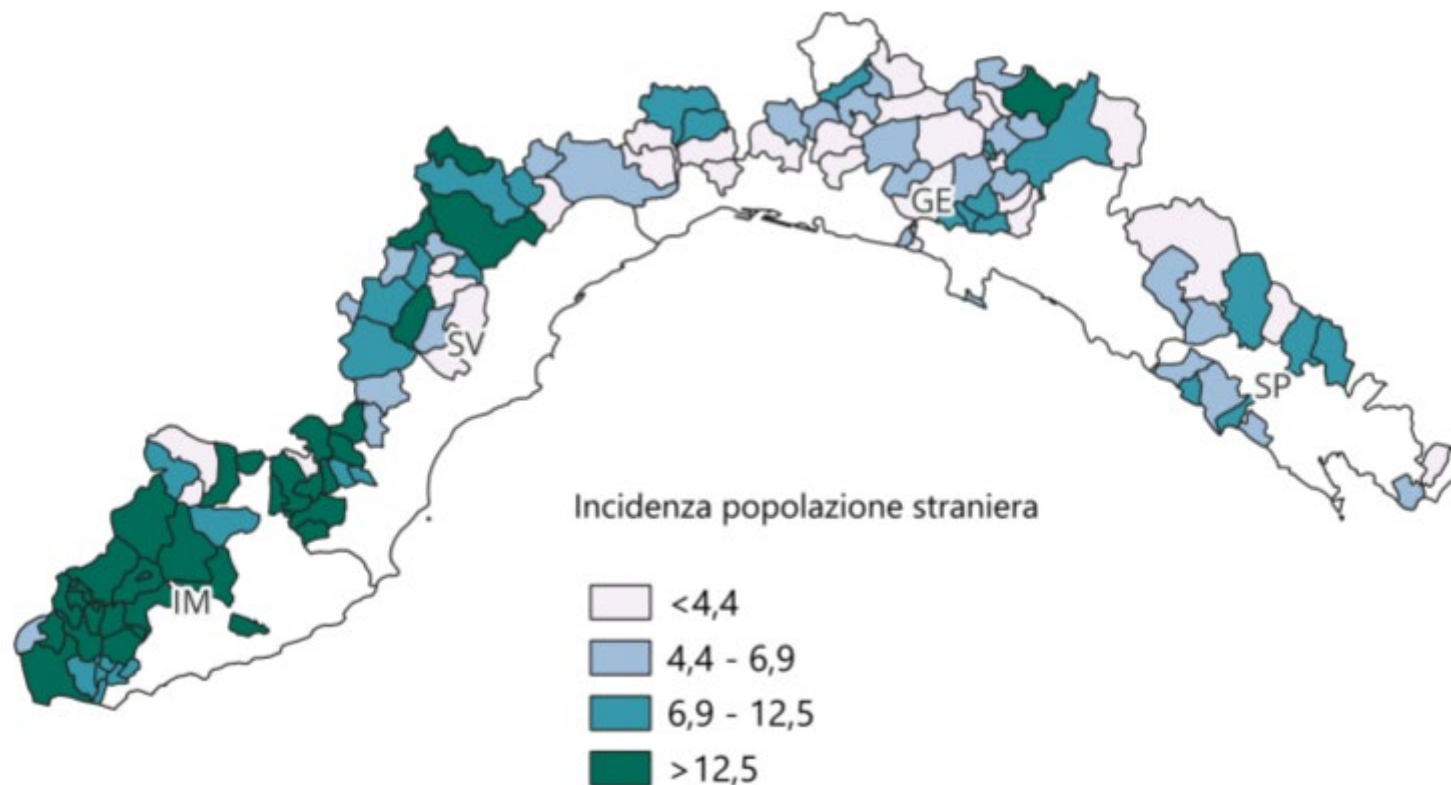 GE
SV
SP
IM
Incidenza popolazione straniera
<4,4
4,4 - 6,9
6,9 - 12,5
>12,5